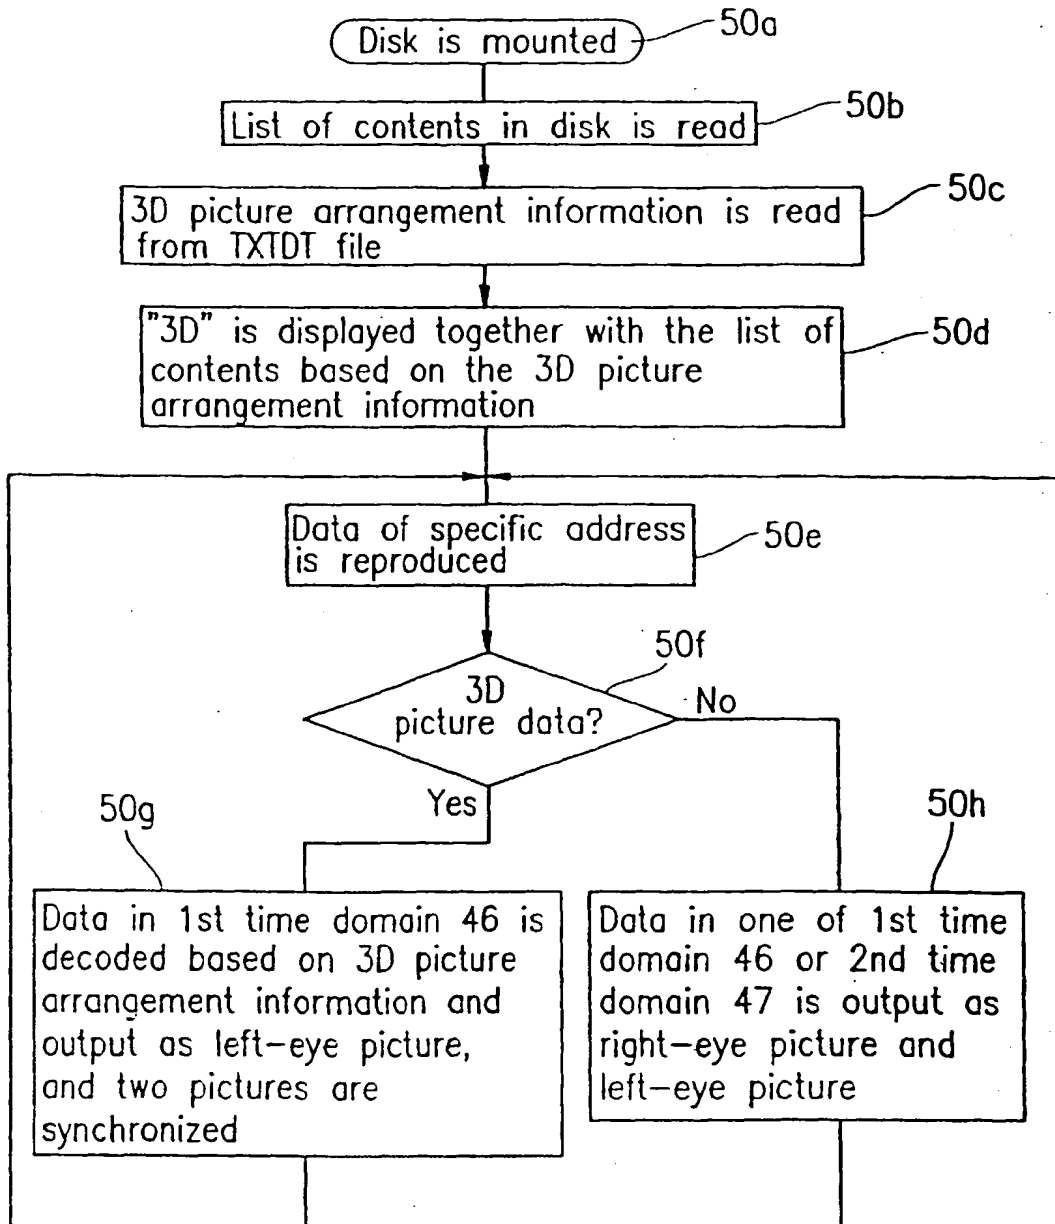 Disk is mounted
50a
List of contents in disk is read
50b
3D picture arrangement information is read
from TXTDT file
50c
"3D" is displayed together with the list of
contents based on the 3D picture
arrangement information
50d
Data of specific address
is reproduced
50e
3D
picture data?
50f
No
Yes
50g
Data in 1st time domain 46 is
decoded based on 3D picture
arrangement information and
output as left-eye picture,
and two pictures are
synchronized
50h
Data in one of 1st time
domain 46 or 2nd time
domain 47 is output as
right-eye picture and
left-eye picture